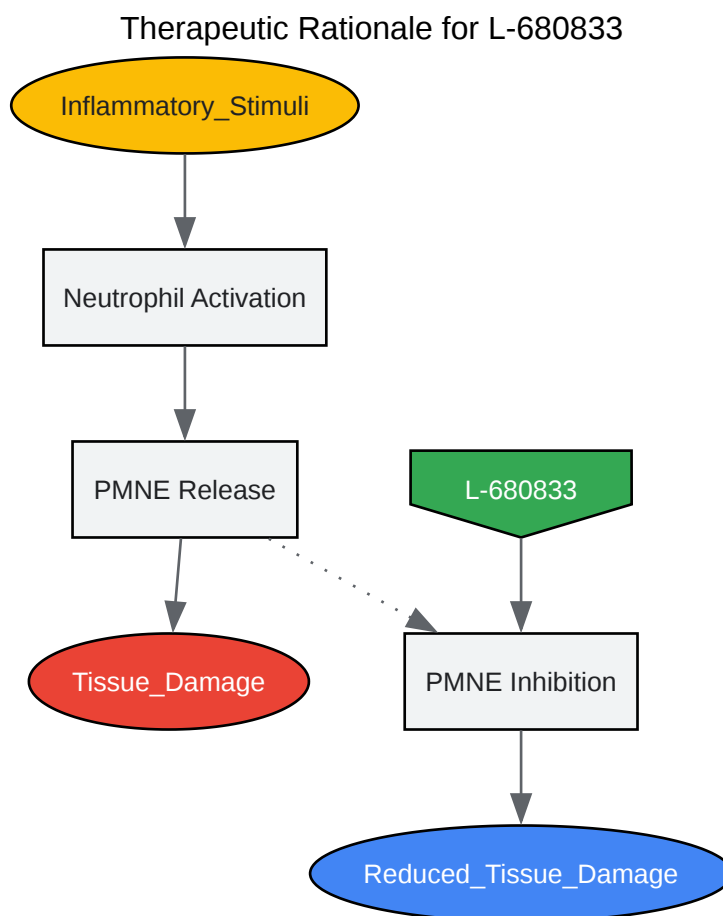 Therapeutic Rationale for L-680833
Inflammatory_Stimuli
Neutrophil Activation
PMNE Release
L-680833
Tissue_Damage
PMNE Inhibition
Reduced_Tissue_Damage